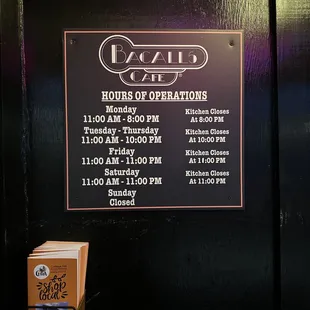 BACALLS
CAFE
HOURS OF OPERATIONS
Monday
11:00 AM - 8:00 PM
Kitchen Closes
At 8:00 PM
Tuesday - Thursday
11:00 AM - 10:00 PM
Kitchen Closes
At 10:00 PM
Friday
11:00 AM - 11:00 PM
Kitchen Closes
At 11:00 PM
Saturday
11:00 AM - 11:00 PM
Kitchen Closes
At 11:00 PM
Sunday
Closed
shop
local